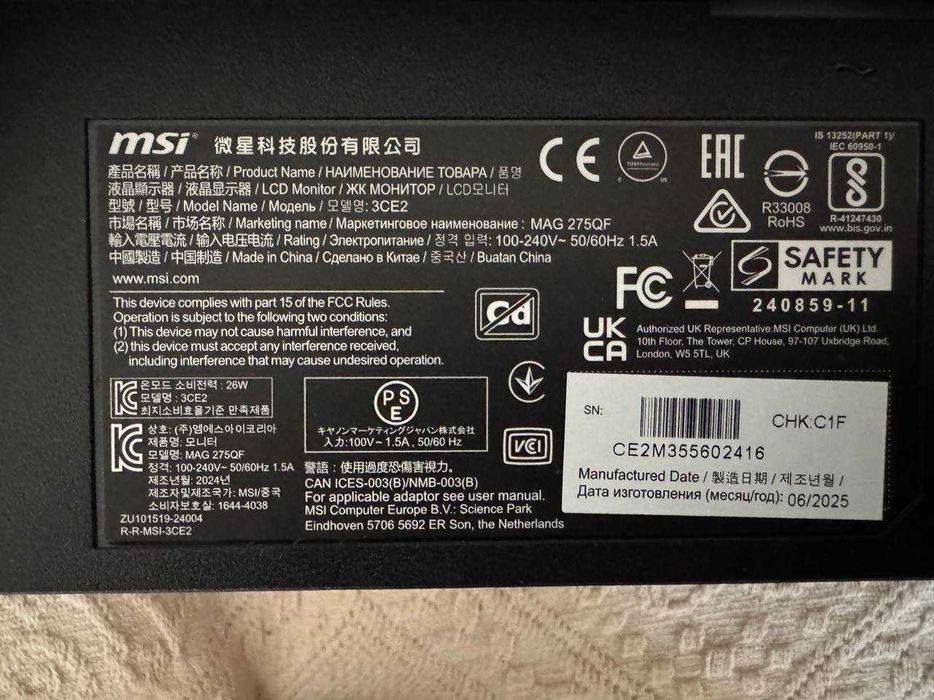 msi 微星科技股份有限公司
產品名稱 / 产品名称 / Product Name / НАИМЕНОВАНИЕ ТОВАРА / 품명
液晶顯示器 / 液晶显示器 / LCD Monitor / ЖК МОНИТОР / LCD모니터
型號 / 型号 / Model Name / Модель / 모델명: 3CE2
市場名稱 / 市场名称 / Marketing name / Маркетинговое наименование : MAG 275QF
輸入電壓電流 / 输入电压电流 / Rating / Электропитание / 정격 입력: 100-240V~ 50/60Hz 1.5A
中國製造 / 中国制造 / Made in China / Сделано в Китае / 중국산 / Buatan China
www.msi.com
This device complies with part 15 of the FCC Rules.
Operation is subject to the following two conditions:
(1) This device may not cause harmful interference, and
(2) this device must accept any interference received,
including interference that may cause undesired operation.
온모드 소비전력 : 26W
모델명 : 3CE2
최저소비효율기준 만족제품
상호: (주)엠에스아이코리아
제품명: 모니터
모델명: MAG 275QF
정격: 100-240V~ 50/60Hz 1.5A
제조년월: 2024년
제조자및제조국가: MSI/중국
소비자보호실: 1644-4038
ZU101519-24004
R-R-MSI-3CE2
PS
E
キヤノンマーケティングジャパン株式会社
入力:100V~ 1.5A , 50/60 Hz
警語 : 使用過度恐傷害視力。
CAN ICES-003(B)/NMB-003(B)
For applicable adaptor see user manual.
MSI Computer Europe B.V.: Science Park
Eindhoven 5706 5692 ER Son, the Netherlands
CE
C US
EAC
R33008
RoHS
IS 13252(PART 1)/
IEC 60950-1
R-41247430
www.bis.gov.in
FC
SAFETY
MARK
240859-11
UK
CA
Authorized UK Representative:MSI Computer (UK) Ltd.
10th Floor, The Tower, CP House, 97-107 Uxbridge Road,
London, W5 5TL, UK
Pb
VCI
SN:
CHK:C1F
CE2M355602416
Manufactured Date / 製造日期 / 제조년월 /
Дата изготовления (месяц/год): 06/2025